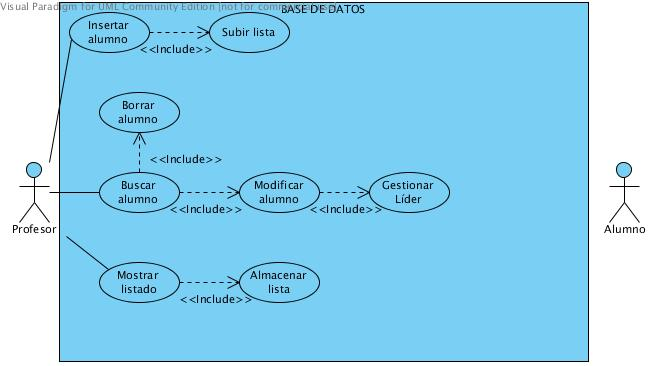 Visual Paradigm for UML Community Edition [not for commercial use]
BASE DE DATOS
Insertar
alumno
<<Include>>
Subir lista
Borrar
alumno
<<Include>>
Buscar
alumno
<<Include>>
Modificar
alumno
<<Include>>
Gestionar
Líder
Profesor
Alumno
Mostrar
listado
<<Include>>
Almacenar
lista